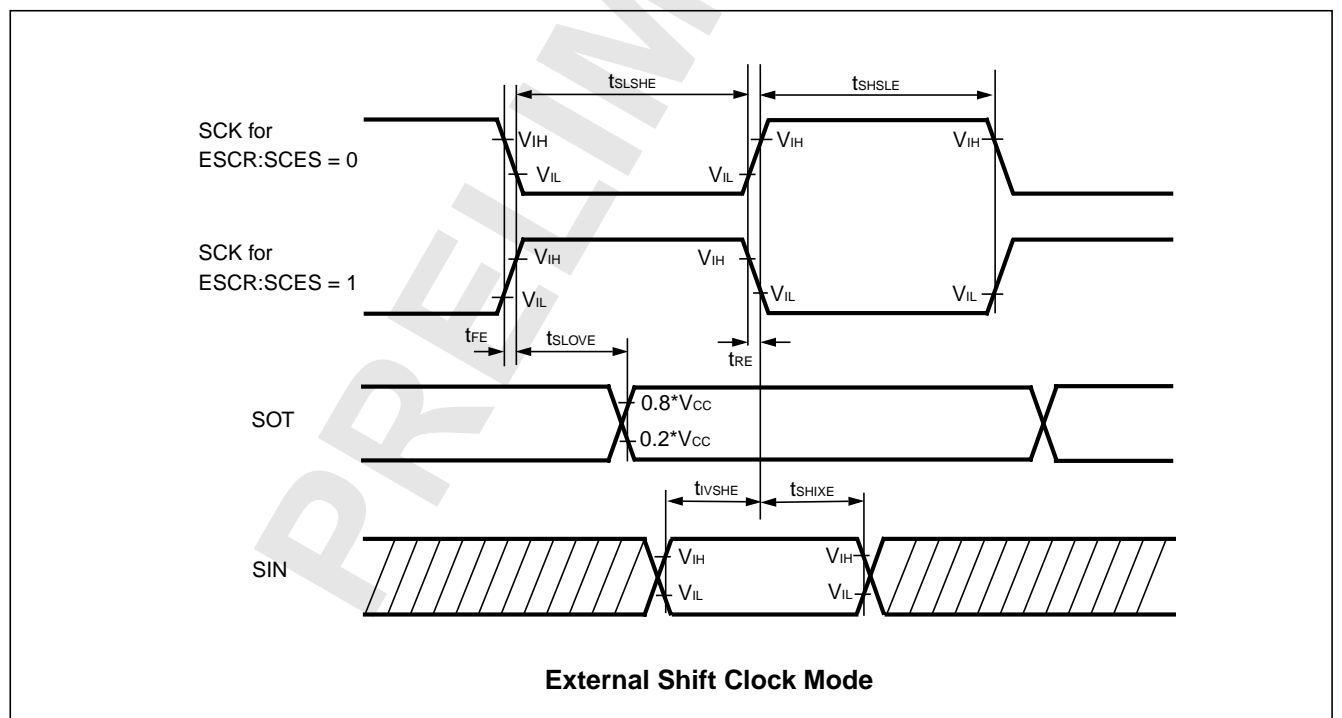 tSLSHE
tSHSLE
SCK for
ESCR:SCES = 0
VIH
VIL
VIL
VIH
VIH
SCK for
ESCR:SCES = 1
VIH
VIL
VIH
VIL
VIL
tFE
tSLOVE
tRE
SOT
0.8*VCC
0.2*VCC
tIVSHE
tSHIXE
SIN
VIH
VIL
VIH
VIL
External Shift Clock Mode
PRELIM